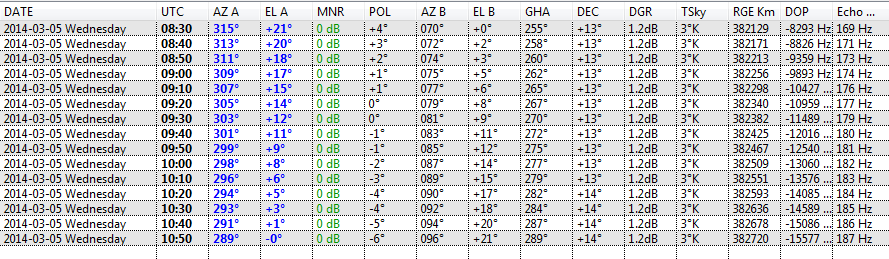 DATE UTC AZ A EL A MNR POL AZ B EL B GHA DEC DGR TSky RGE Km DOP Echo ...
2014-03-05 Wednesday 08:30 315° +21° 0 dB +4° 070° +0° 255° +13° 1.2dB 3°K 382129 -8293 Hz 169 Hz
2014-03-05 Wednesday 08:40 313° +20° 0 dB +3° 072° +2° 258° +13° 1.2dB 3°K 382171 -8826 Hz 171 Hz
2014-03-05 Wednesday 08:50 311° +18° 0 dB +2° 074° +3° 260° +13° 1.2dB 3°K 382213 -9359 Hz 173 Hz
2014-03-05 Wednesday 09:00 309° +17° 0 dB +1° 075° +5° 262° +13° 1.2dB 3°K 382256 -9893 Hz 174 Hz
2014-03-05 Wednesday 09:10 307° +15° 0 dB +1° 077° +6° 265° +13° 1.2dB 3°K 382298 -10427 ... 176 Hz
2014-03-05 Wednesday 09:20 305° +14° 0 dB 0° 079° +8° 267° +13° 1.2dB 3°K 382340 -10959 ... 177 Hz
2014-03-05 Wednesday 09:30 303° +12° 0 dB 0° 081° +9° 270° +13° 1.2dB 3°K 382382 -11489 ... 179 Hz
2014-03-05 Wednesday 09:40 301° +11° 0 dB -1° 083° +11° 272° +13° 1.2dB 3°K 382425 -12016 ... 180 Hz
2014-03-05 Wednesday 09:50 299° +9° 0 dB -1° 085° +12° 275° +13° 1.2dB 3°K 382467 -12540 ... 181 Hz
2014-03-05 Wednesday 10:00 298° +8° 0 dB -2° 087° +14° 277° +13° 1.2dB 3°K 382509 -13060 ... 182 Hz
2014-03-05 Wednesday 10:10 296° +6° 0 dB -3° 089° +15° 279° +13° 1.2dB 3°K 382551 -13576 ... 183 Hz
2014-03-05 Wednesday 10:20 294° +5° 0 dB -4° 090° +17° 282° +14° 1.2dB 3°K 382593 -14085 ... 184 Hz
2014-03-05 Wednesday 10:30 293° +3° 0 dB -4° 092° +18° 284° +14° 1.2dB 3°K 382636 -14589 ... 185 Hz
2014-03-05 Wednesday 10:40 291° +1° 0 dB -5° 094° +20° 287° +14° 1.2dB 3°K 382678 -15086 ... 186 Hz
2014-03-05 Wednesday 10:50 289° -0° 0 dB -6° 096° +21° 289° +14° 1.2dB 3°K 382720 -15577 ... 187 Hz